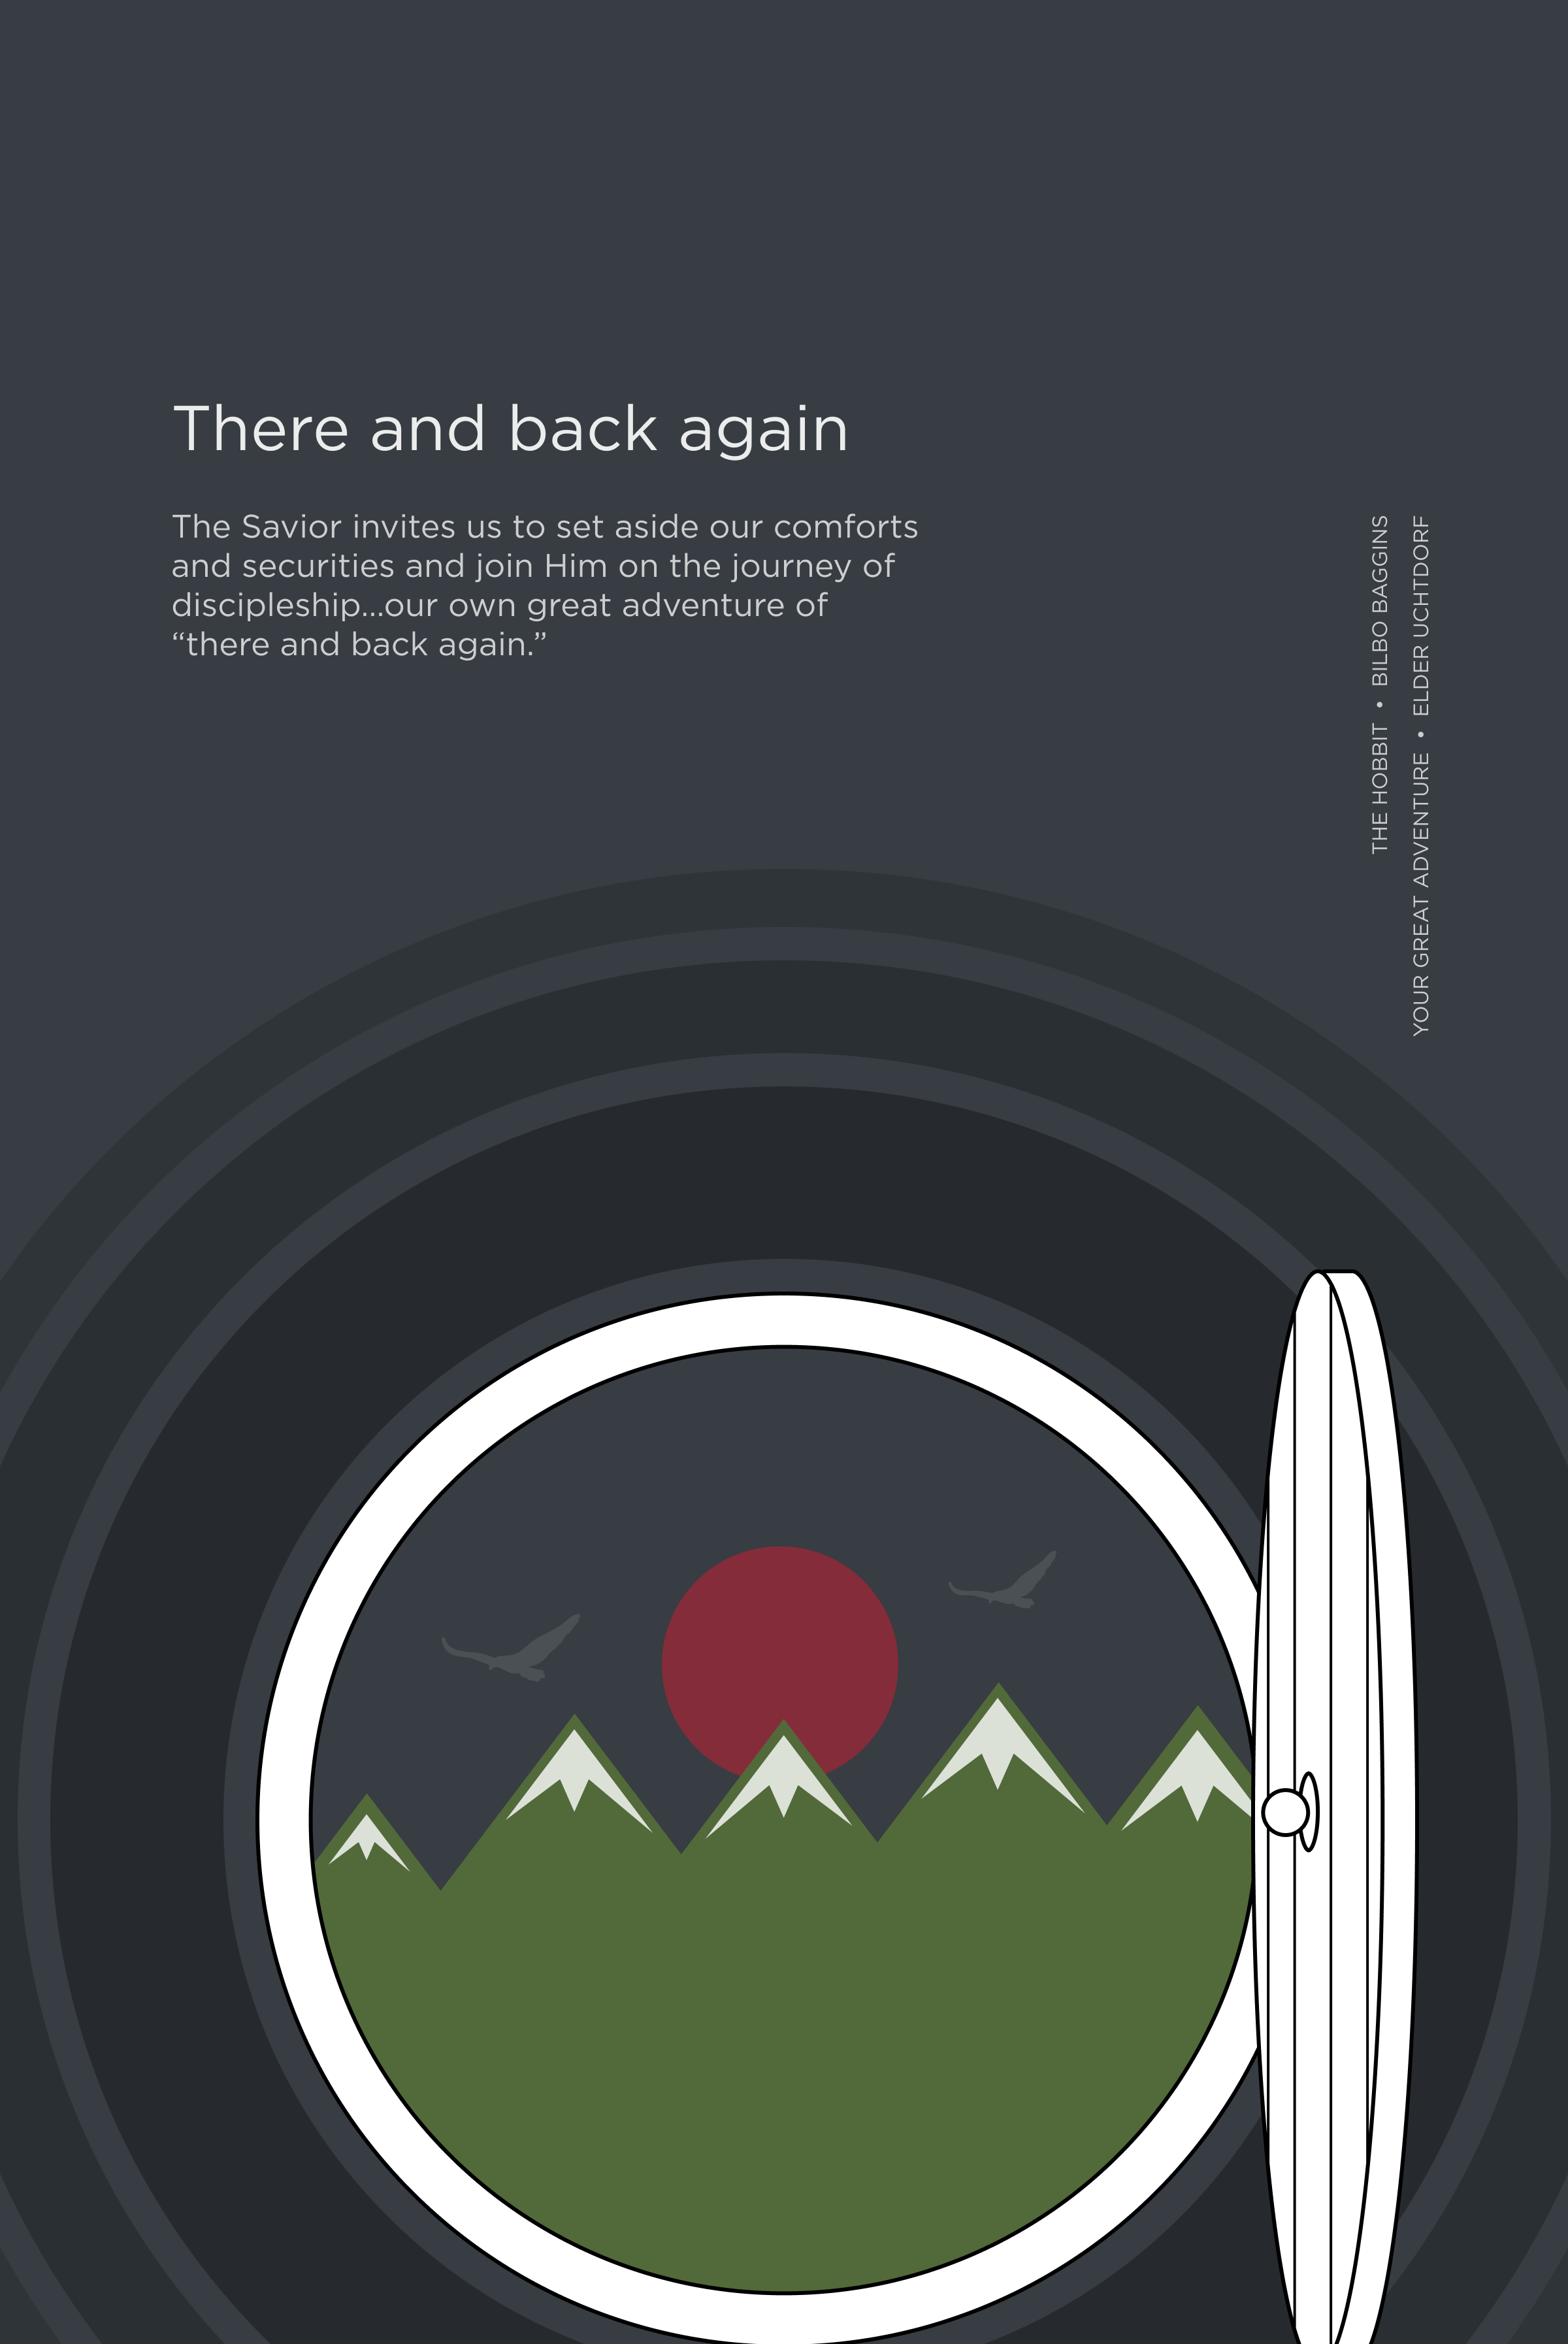 There and back again
The Savior invites us to set aside our comforts
and securities and join Him on the journey of
discipleship...our own great adventure of
“there and back again.”
THE HOBBIT • BILBO BAGGINS
YOUR GREAT ADVENTURE • ELDER UCHTDORF